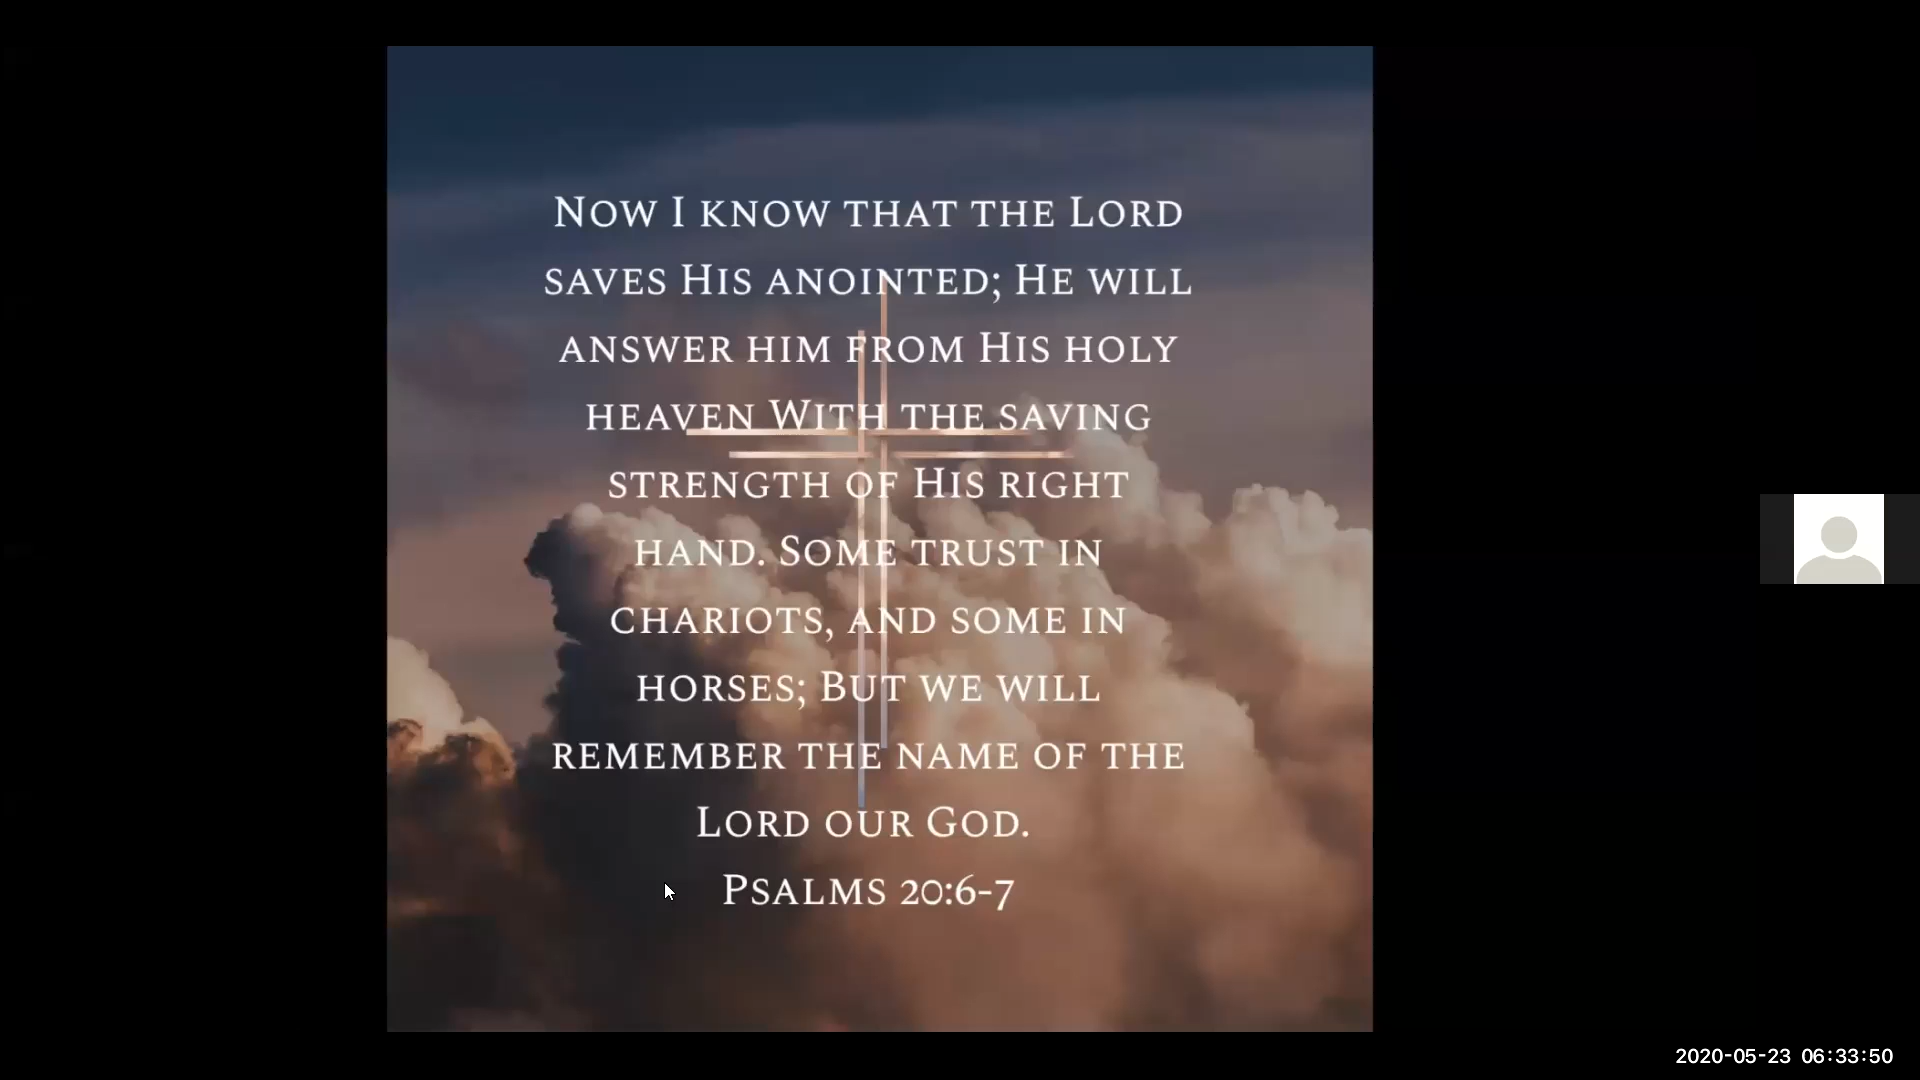 Now I know that the Lord
saves His anointed; He will
answer him from His holy
heaven With the saving
strength of His right
hand. Some trust in
chariots, and some in
horses; But we will
remember the name of the
Lord our God.
Psalms 20:6-7
2020-05-23 06:33:50